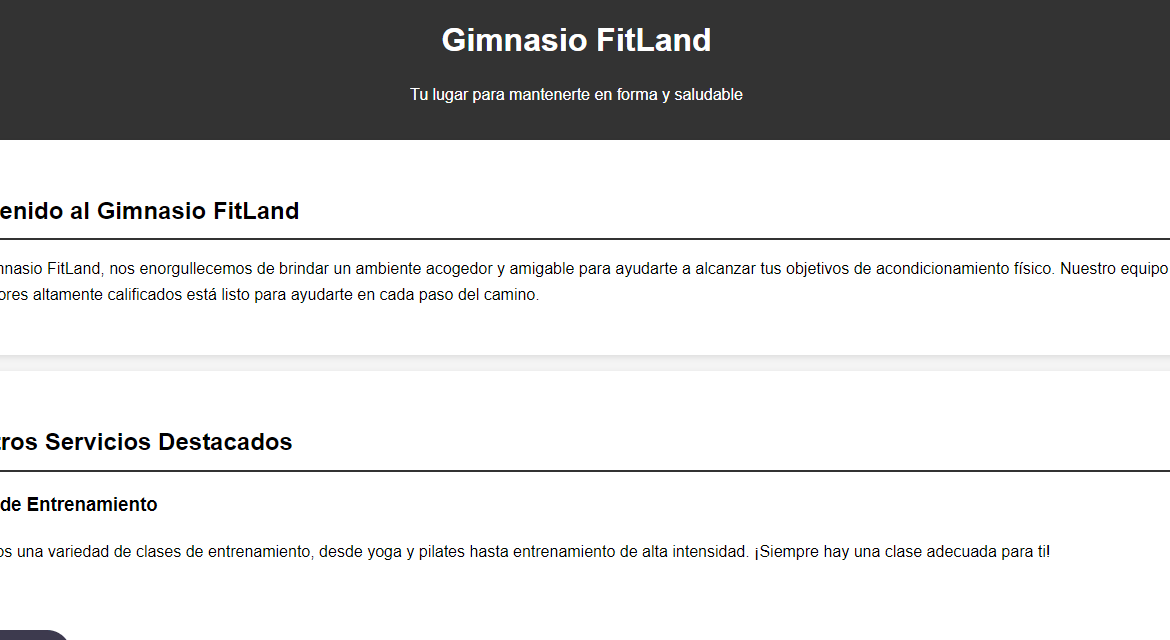 Gimnasio FitLand
Tu lugar para mantenerte en forma y saludable
enido al Gimnasio FitLand
nasio FitLand, nos enorgullecemos de brindar un ambiente acogedor y amigable para ayudarte a alcanzar tus objetivos de acondicionamiento físico. Nuestro equipo
ores altamente calificados está listo para ayudarte en cada paso del camino.
tros Servicios Destacados
de Entrenamiento
os una variedad de clases de entrenamiento, desde yoga y pilates hasta entrenamiento de alta intensidad. ¡Siempre hay una clase adecuada para ti!